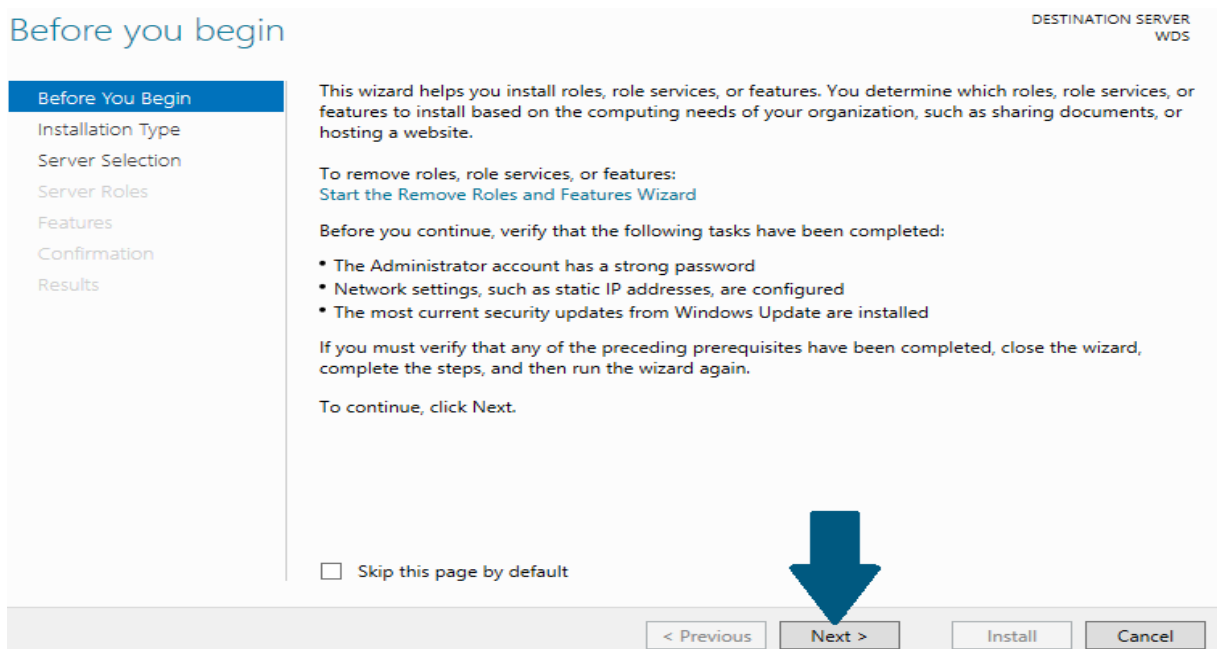 Before you begin
DESTINATION SERVER
WDS
Before You Begin
Installation Type
Server Selection
Server Roles
Features
Confirmation
Results
This wizard helps you install roles, role services, or features. You determine which roles, role services, or
features to install based on the computing needs of your organization, such as sharing documents, or
hosting a website.
To remove roles, role services, or features:
Start the Remove Roles and Features Wizard
Before you continue, verify that the following tasks have been completed:
• The Administrator account has a strong password
• Network settings, such as static IP addresses, are configured
• The most current security updates from Windows Update are installed
If you must verify that any of the preceding prerequisites have been completed, close the wizard,
complete the steps, and then run the wizard again.
To continue, click Next.
Skip this page by default
< Previous
Next >
Install
Cancel